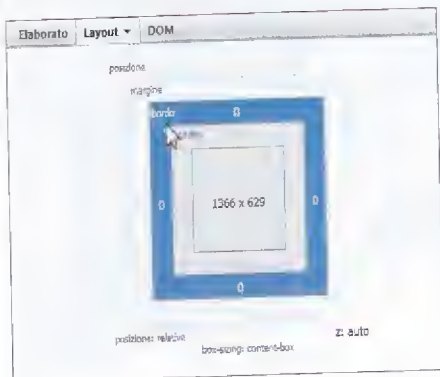 Elaborato Layout ▾ DOM
posizione
margine
bordo 0
0 1366 x 629 0
0
posizione: relative z: auto
box-sizing: content-box